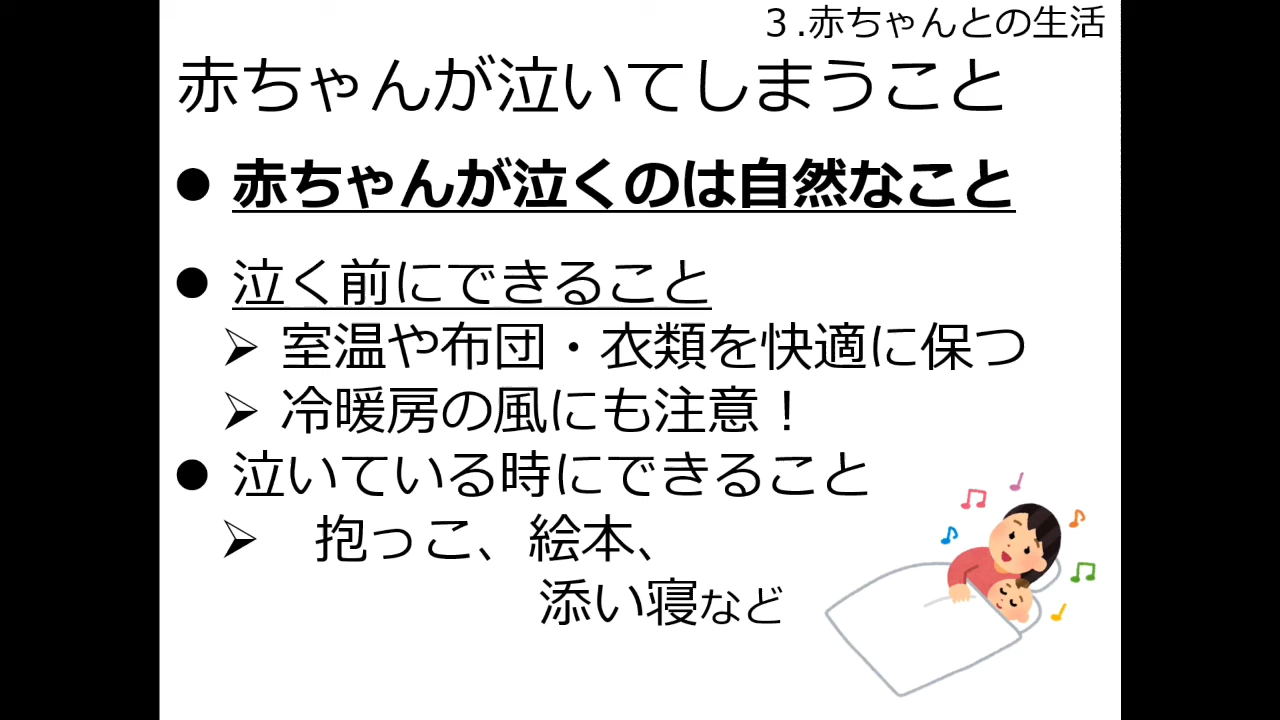 ３.赤ちゃんとの生活
赤ちゃんが泣いてしまうこと
● 赤ちゃんが泣くのは自然なこと
● 泣く前にできること
➢ 室温や布団・衣類を快適に保つ
➢ 冷暖房の風にも注意！
● 泣いている時にできること
➢ 抱っこ、絵本、
添い寝など